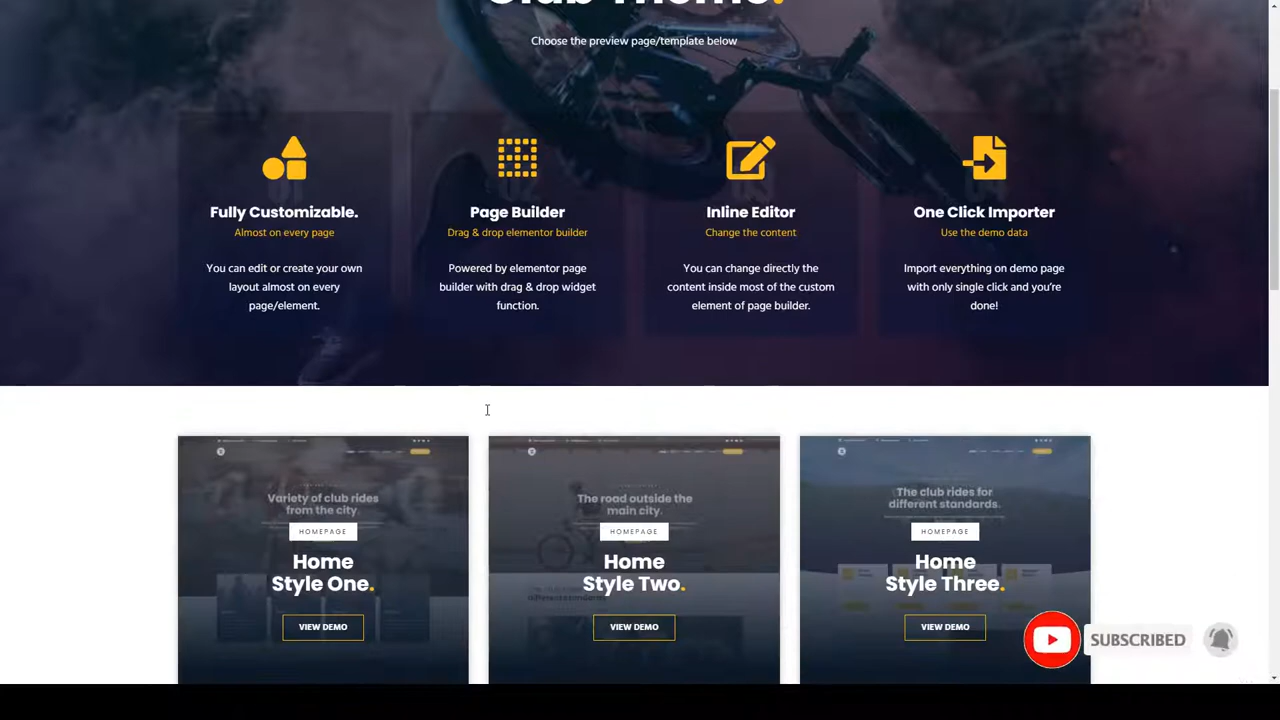 Club Theme.
Choose the preview page/template below
Fully Customizable.
Almost on every page
You can edit or create your own
layout almost on every
page/element.
Page Builder
Drag & drop elementor builder
Powered by elementor page
builder with drag & drop widget
function.
Inline Editor
Change the content
You can change directly the
content inside most of the custom
element of page builder.
One Click Importer
Use the demo data
Import everything on demo page
with only single click and you're
done!
Variety of club rides
from the city.
HOMEPAGE
Home
Style One.
VIEW DEMO
The road outside the
main city.
HOMEPAGE
Home
Style Two.
VIEW DEMO
The club rides for
different standards.
HOMEPAGE
Home
Style Three.
VIEW DEMO
SUBSCRIBED